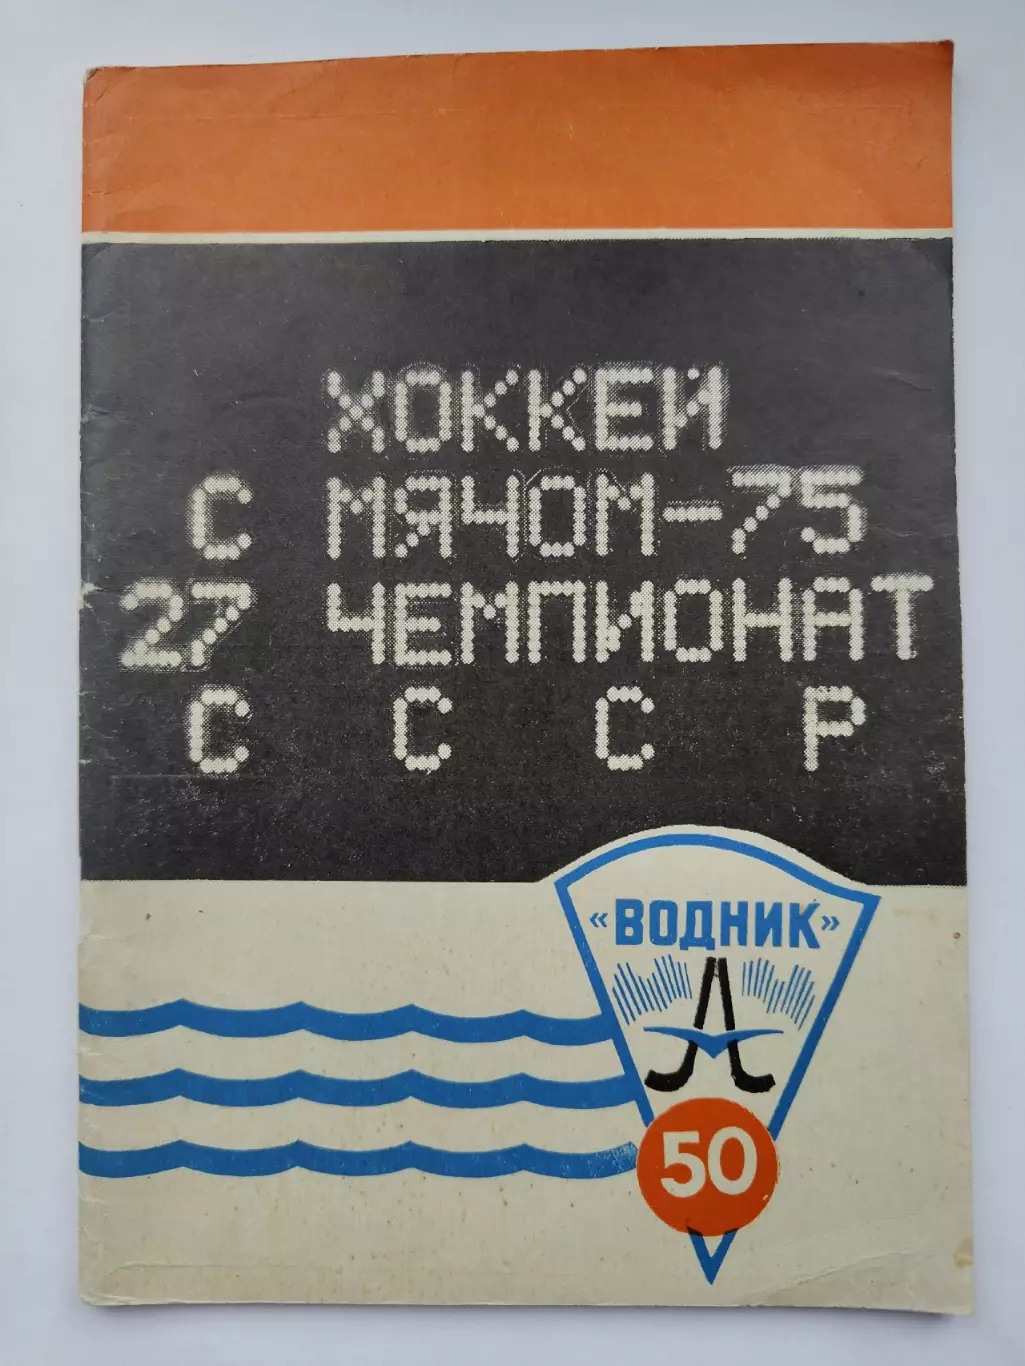 ХОККЕЙ
С МЯЧОМ-75
27 ЧЕМПИОНАТ
С С С Р
«ВОДНИК»
50